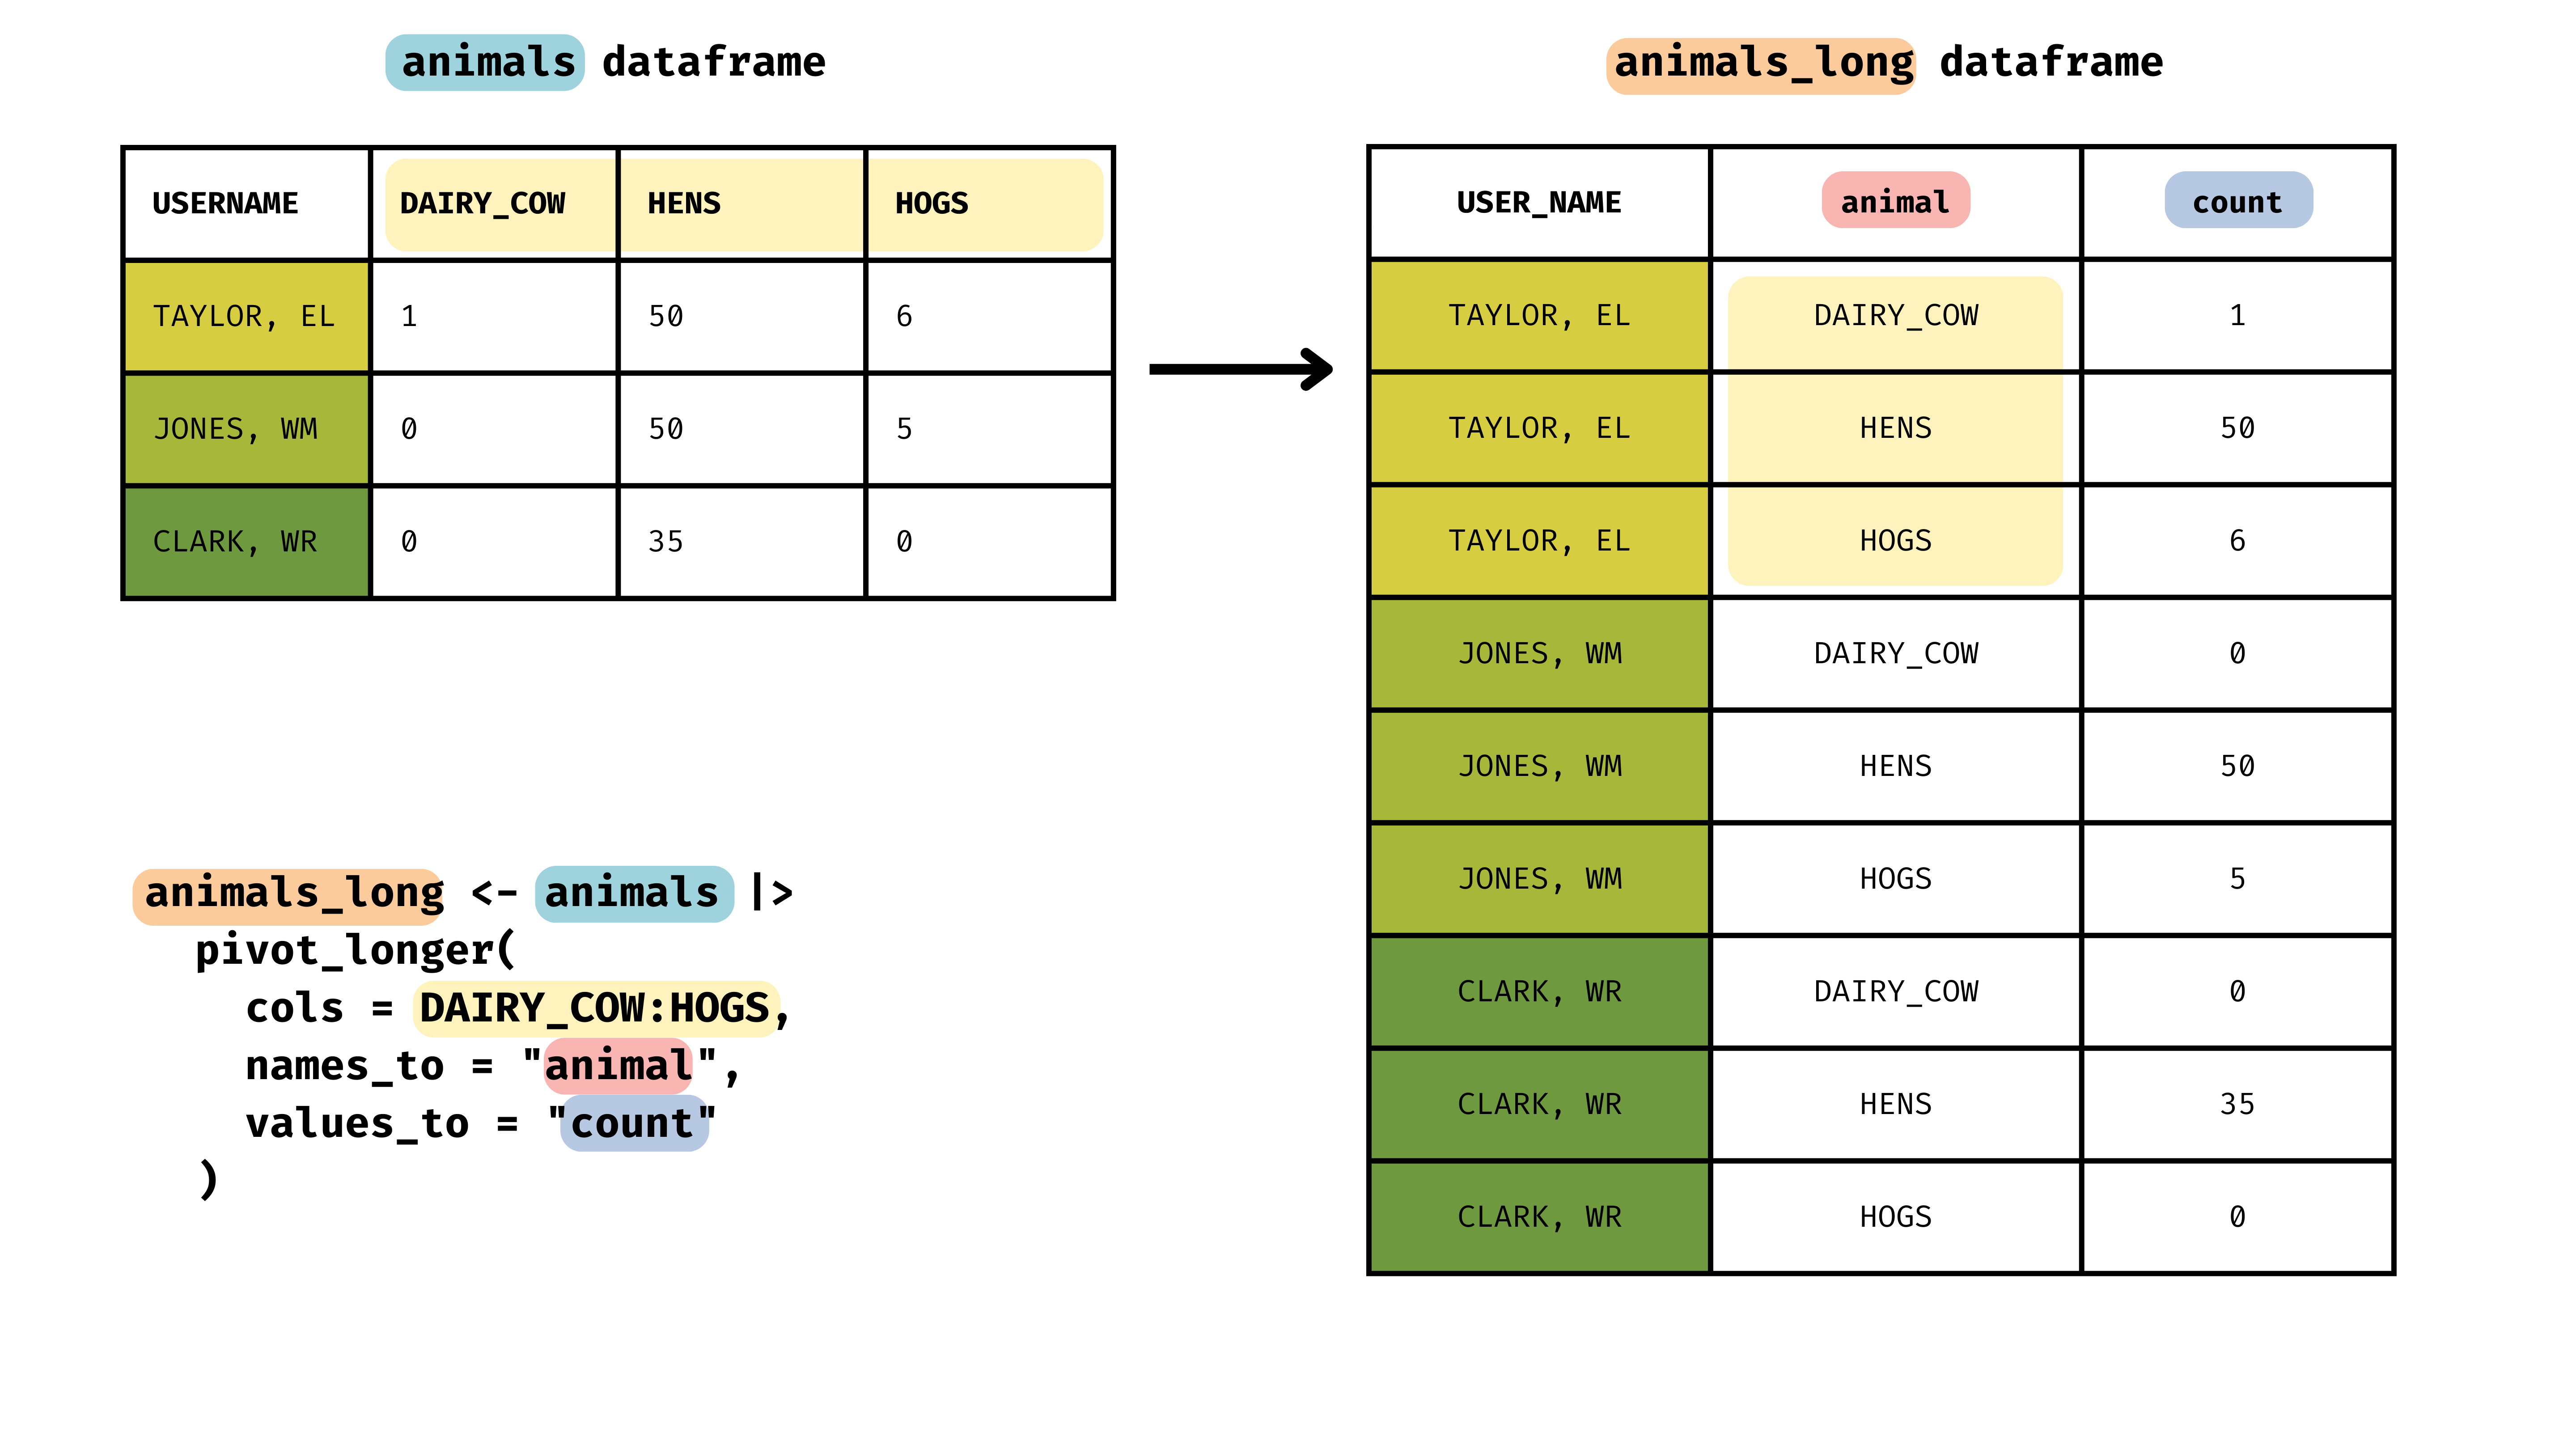 animals dataframe
USERNAME DAIRY_COW HENS HOGS
TAYLOR, EL 1 50 6
JONES, WM 0 50 5
CLARK, WR 0 35 0
animals_long <- animals |>
pivot_longer(
cols = DAIRY_COW:HOGS,
names_to = "animal",
values_to = "count"
)
animals_long dataframe
USER_NAME animal count
TAYLOR, EL DAIRY_COW 1
TAYLOR, EL HENS 50
TAYLOR, EL HOGS 6
JONES, WM DAIRY_COW 0
JONES, WM HENS 50
JONES, WM HOGS 5
CLARK, WR DAIRY_COW 0
CLARK, WR HENS 35
CLARK, WR HOGS 0